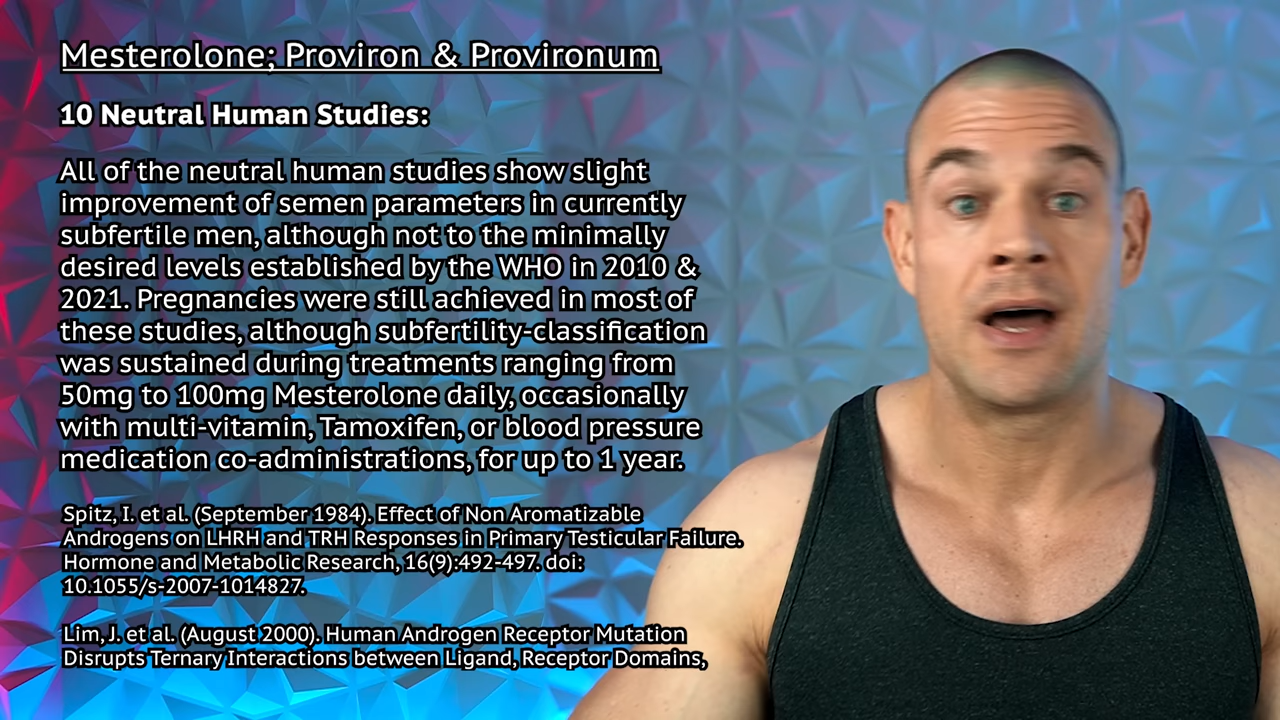 Mesterolone; Proviron & Provironum
10 Neutral Human Studies:
All of the neutral human studies show slight
improvement of semen parameters in currently
subfertile men, although not to the minimally
desired levels established by the WHO in 2010 &
2021. Pregnancies were still achieved in most of
these studies, although subfertility-classification
was sustained during treatments ranging from
50mg to 100mg Mesterolone daily, occasionally
with multi-vitamin, Tamoxifen, or blood pressure
medication co-administrations, for up to 1 year.
Spitz, I. et al. (September 1984). Effect of Non Aromatizable
Androgens on LHRH and TRH Responses in Primary Testicular Failure.
Hormone and Metabolic Research, 16(9):492-497. doi:
10.1055/s-2007-1014827.
Lim, J. et al. (August 2000). Human Androgen Receptor Mutation
Disrupts Ternary Interactions between Ligand, Receptor Domains,